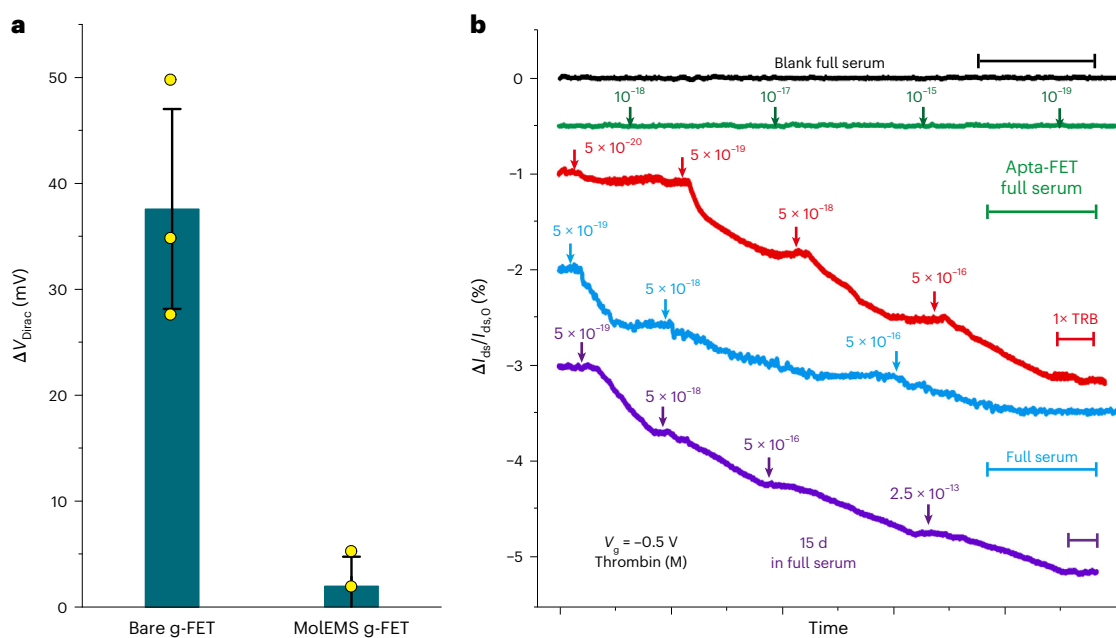 a
50
40
30
20
10
0
ΔV_Dirac (mV)
Bare g-FET
MolEMS g-FET
b
0
−1
−2
−3
−4
−5
ΔI_ds/I_ds,0 (%)
Blank full serum
10⁻¹⁸
10⁻¹⁷
10⁻¹⁵
10⁻¹⁹
Apta-FET
full serum
5 × 10⁻²⁰
5 × 10⁻¹⁹
5 × 10⁻¹⁸
5 × 10⁻¹⁶
1× TRB
5 × 10⁻¹⁹
5 × 10⁻¹⁸
5 × 10⁻¹⁶
Full serum
5 × 10⁻¹⁹
5 × 10⁻¹⁸
5 × 10⁻¹⁶
2.5 × 10⁻¹³
V_g = −0.5 V
Thrombin (M)
15 d
in full serum
Time